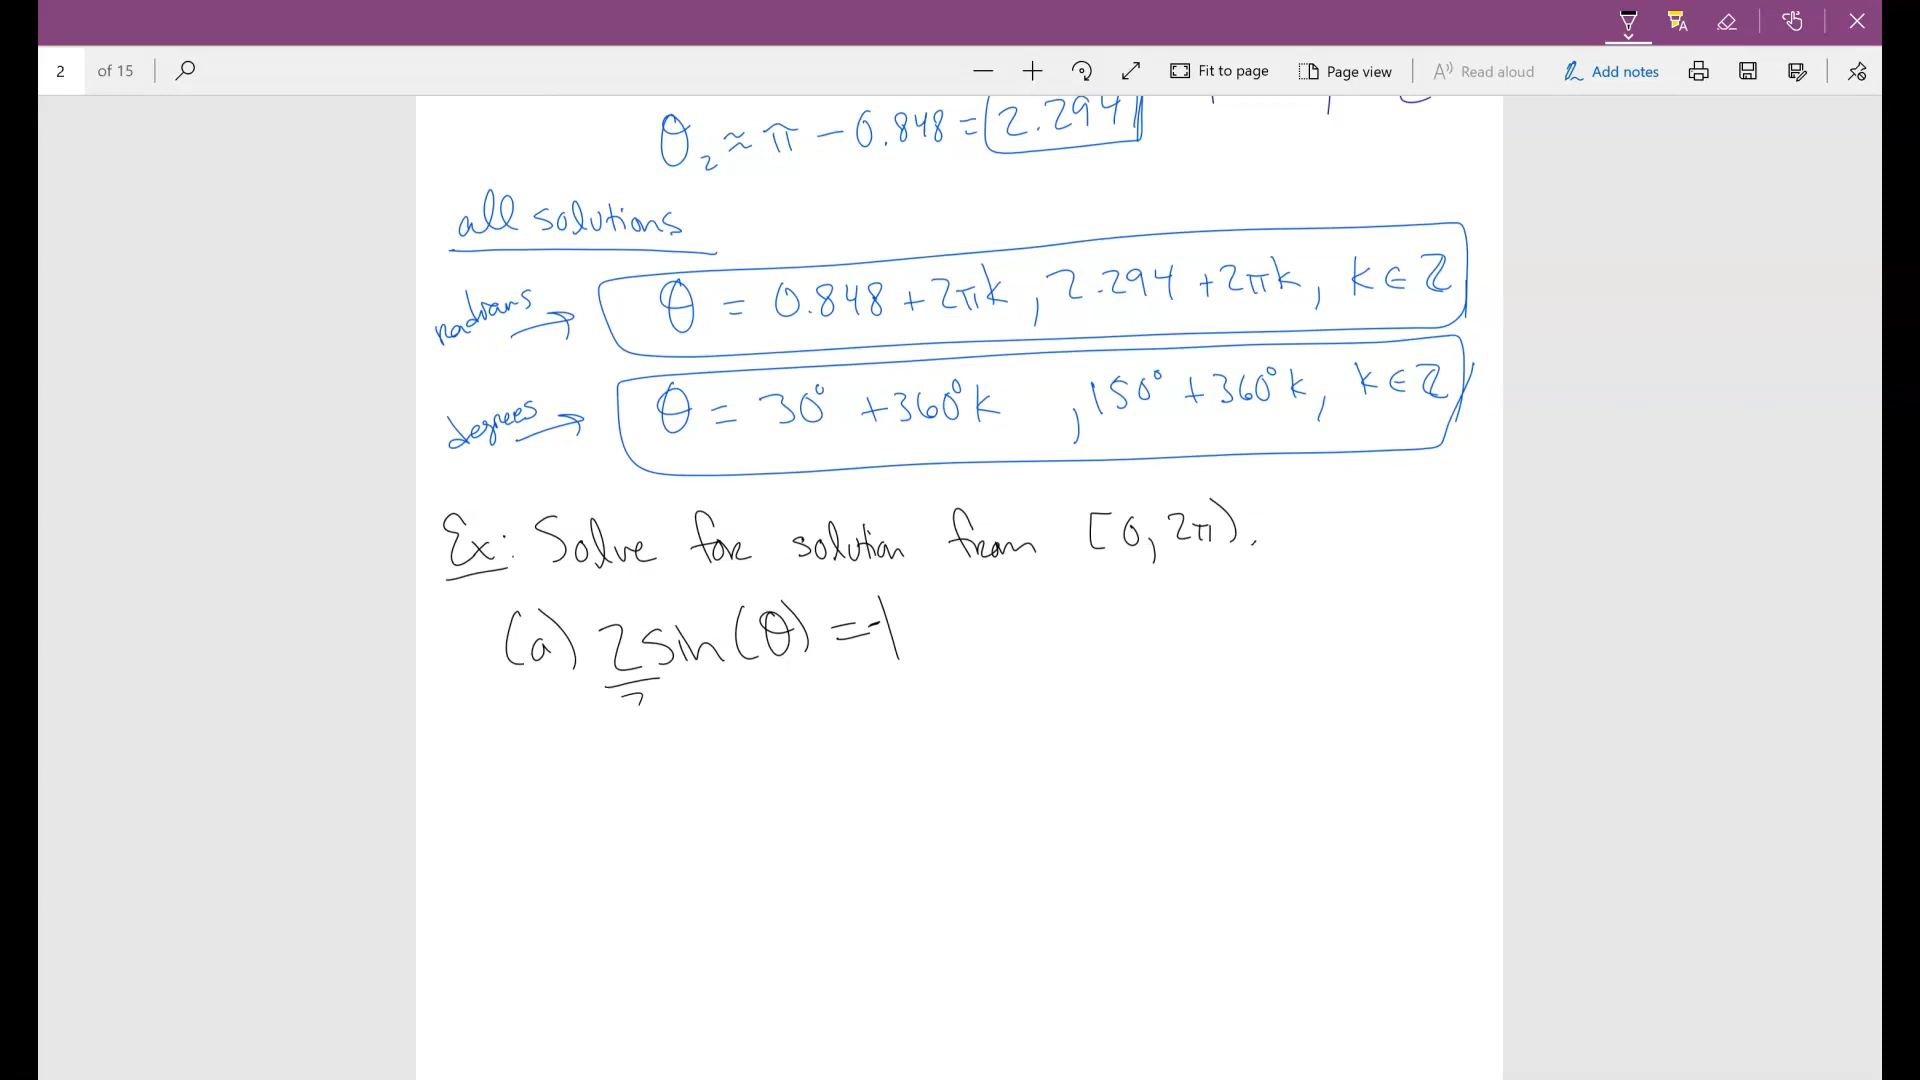 2 of 15 Fit to page Page view Read aloud Add notes
θ₂ ≈ π − 0.848 = 2.294
all solutions
radians → θ = 0.848 + 2πk , 2.294 + 2πk , k ∈ ℤ
degrees → θ = 30° + 360°k , 150° + 360°k , k ∈ ℤ
Ex: Solve for solution from [0, 2π).
(a) 2sin(θ) = -1
2